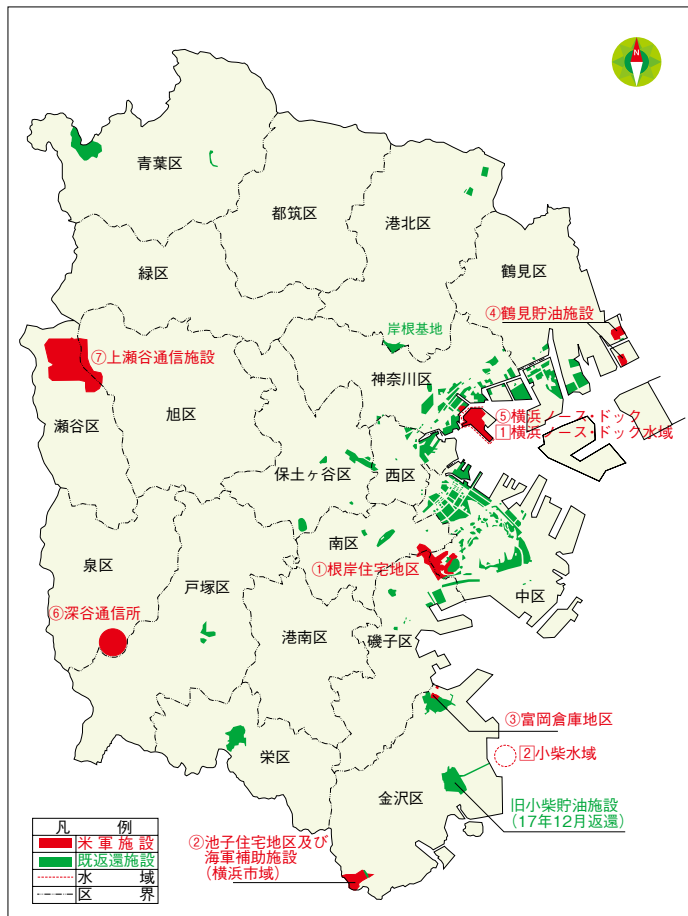 青葉区
都筑区
港北区
鶴見区
緑区
④鶴見貯油施設
岸根基地
⑦上瀬谷通信施設
神奈川区
⑤横浜ノース・ドック
1横浜ノース・ドック水域
瀬谷区
旭区
保土ヶ谷区
西区
南区
泉区
①根岸住宅地区
戸塚区
中区
⑥深谷通信所
港南区
磯子区
③富岡倉庫地区
栄区
2小柴水域
金沢区
旧小柴貯油施設
(17年12月返還)
②池子住宅地区及び
海軍補助施設
(横浜市域)
凡例
米軍施設
既返還施設
水域
区界